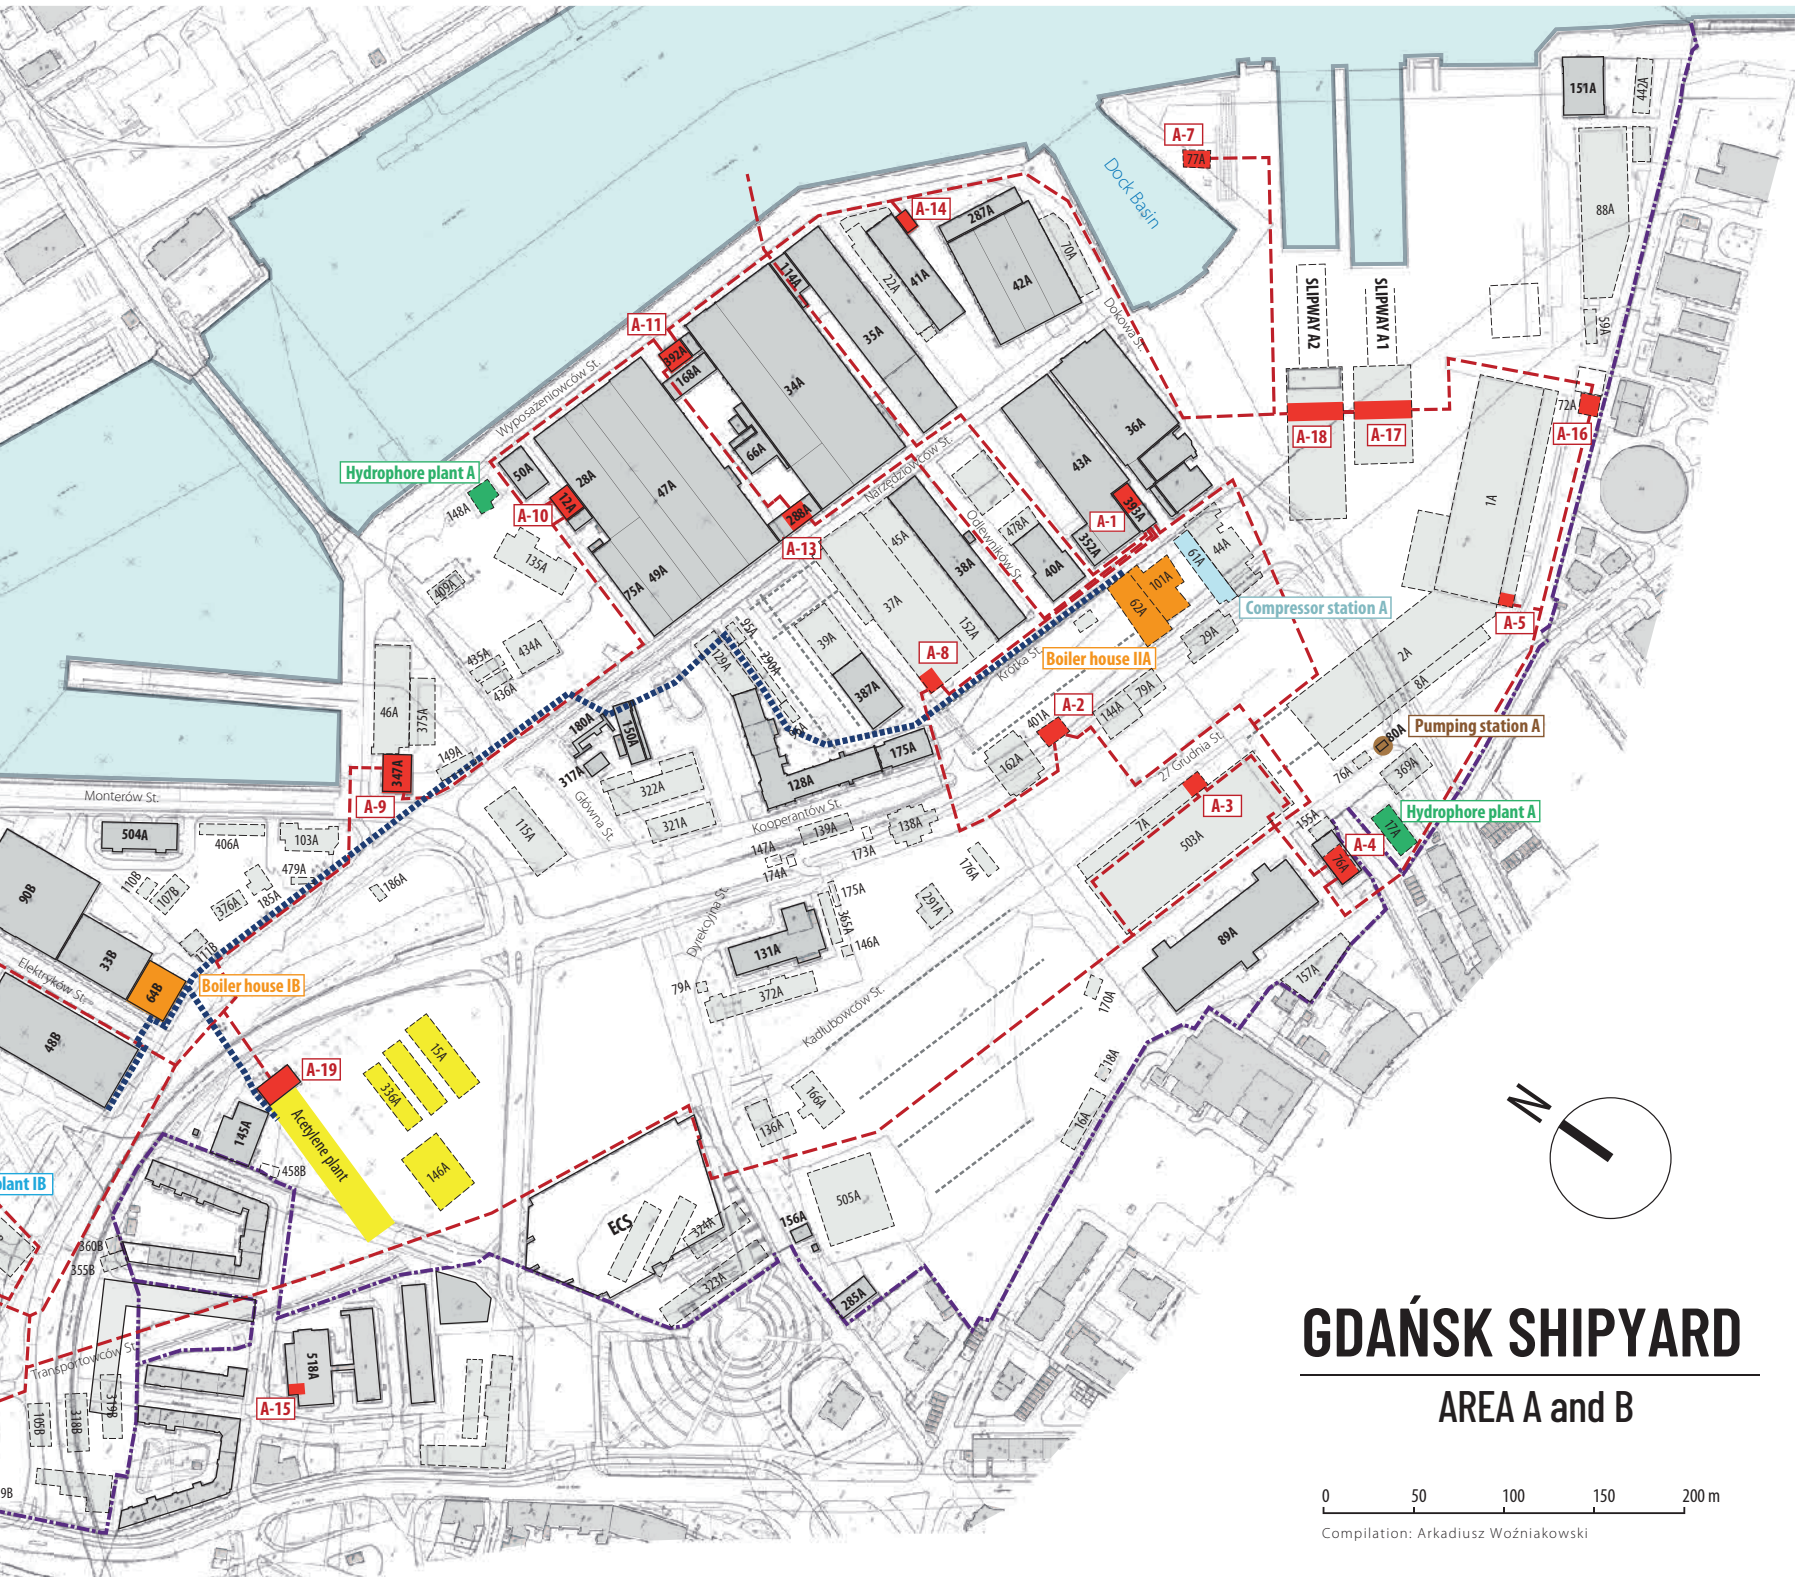 151A
442A
A-7
77A
Dock Basin
88A
A-14
287A
70A
42A
41A
22A
114A
35A
Dokowa St.
SLIPWAY A2
SLIPWAY A1
59A
A-11
392A
168A
34A
Wyposażeniowców St.
36A
72A
A-16
A-18
A-17
66A
43A
Narzędziowców St.
Hydrophore plant A
50A
28A
47A
148A
12A
A-10
288A
A-13
393A
A-1
352A
1A
478A
Odlewników St.
45A
38A
40A
135A
49A
75A
409A
44A
61A
101A
62A
37A
152A
Compressor station A
A-5
29A
434A
435A
436A
95A
129A
290A
39A
387A
A-8
Krótka St.
Boiler house IIA
2A
8A
46A
375A
180A
150A
79A
144A
401A
A-2
Pumping station A
80A
149A
347A
A-9
317A
322A
321A
175A
128A
162A
27 Grudnia St.
76A
369A
Monterów St.
Główna St.
Kooperantów St.
115A
139A
138A
A-3
7A
503A
Hydrophore plant A
17A
155A
A-4
76A
504A
406A
103A
479A
147A
174A
173A
176A
90B
110B
107B
376A
185A
186A
175A
365A
146A
291A
Dyrekcyjna St.
131A
89A
33B
111B
Elektryków St.
64B
Boiler house IB
79A
372A
157A
170A
Kadłubowców St.
48B
A-19
15A
336A
18A
16A
166A
136A
145A
Acetylene plant
146A
458B
N
plant IB
505A
ECS
324A
156A
323A
285A
360B
355B
Transportowców St.
518A
A-15
105B
318B
319B
9B
GDAŃSK SHIPYARD
AREA A and B
0 50 100 150 200 m
Compilation: Arkadiusz Woźniakowski